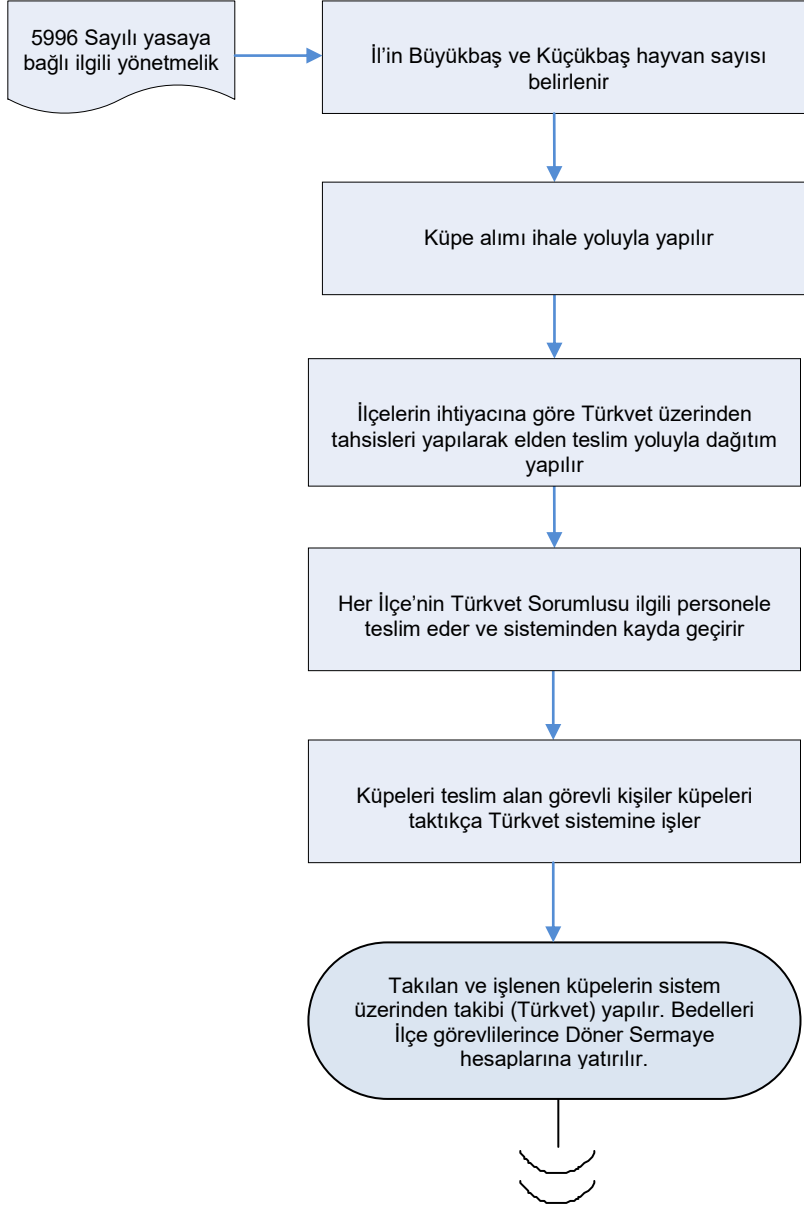 5996 Sayılı yasaya
bağlı ilgili yönetmelik
İl’in Büyükbaş ve Küçükbaş hayvan sayısı
belirlenir
Küpe alımı ihale yoluyla yapılır
İlçelerin ihtiyacına göre Türkvet üzerinden
tahsisleri yapılarak elden teslim yoluyla dağıtım
yapılır
Her İlçe’nin Türkvet Sorumlusu ilgili personele
teslim eder ve sisteminden kayda geçirir
Küpeleri teslim alan görevli kişiler küpeleri
taktıkça Türkvet sistemine işler
Takılan ve işlenen küpelerin sistem
üzerinden takibi (Türkvet) yapılır. Bedelleri
İlçe görevlilerince Döner Sermaye
hesaplarına yatırılır.